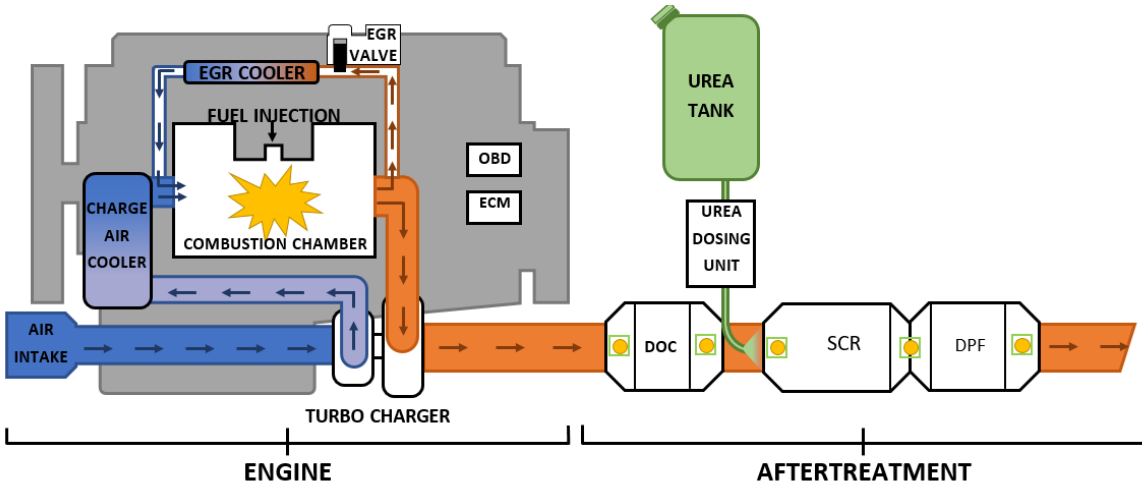 EGR
VALVE
EGR COOLER
FUEL INJECTION
COMBUSTION CHAMBER
CHARGE
AIR
COOLER
AIR
INTAKE
TURBO CHARGER
OBD
ECM
UREA
TANK
UREA
DOSING
UNIT
DOC
SCR
DPF
ENGINE
AFTERTREATMENT